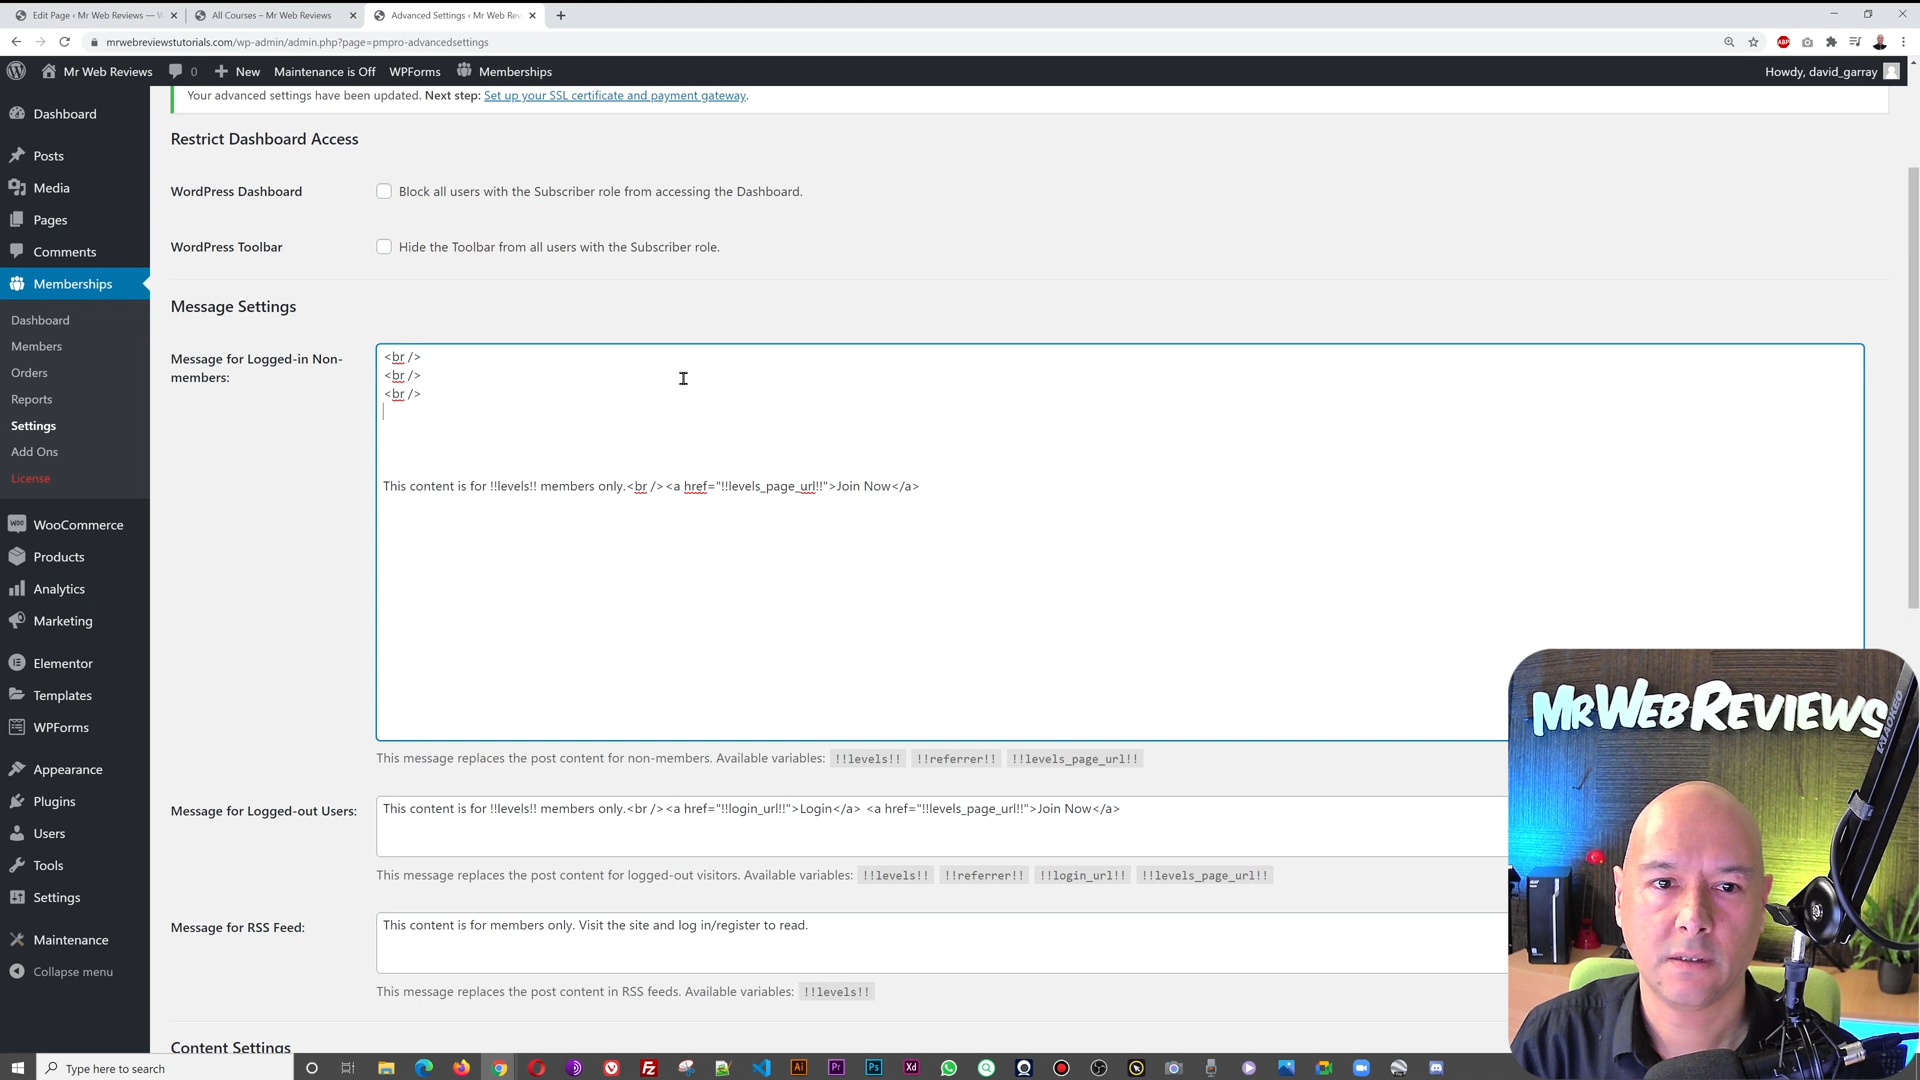 Edit Page ‹ Mr Web Reviews — W
All Courses – Mr Web Reviews
Advanced Settings ‹ Mr Web Rev
mrwebreviewstutorials.com/wp-admin/admin.php?page=pmpro-advancedsettings
ABP
Mr Web Reviews
0
New
Maintenance is Off
WPForms
Memberships
Howdy, david_garray
Your advanced settings have been updated. Next step: Set up your SSL certificate and payment gateway.
Dashboard
Posts
Media
Pages
Comments
Memberships
Dashboard
Members
Orders
Reports
Settings
Add Ons
License
WooCommerce
Products
Analytics
Marketing
Elementor
Templates
WPForms
Appearance
Plugins
Users
Tools
Settings
Maintenance
Collapse menu
Restrict Dashboard Access
WordPress Dashboard
Block all users with the Subscriber role from accessing the Dashboard.
WordPress Toolbar
Hide the Toolbar from all users with the Subscriber role.
Message Settings
Message for Logged-in Non-
members:
<br />
<br />
<br />
This content is for !!levels!! members only.<br /><a href="!!levels_page_url!!">Join Now</a>
This message replaces the post content for non-members. Available variables: !!levels!! !!referrer!! !!levels_page_url!!
Message for Logged-out Users:
This content is for !!levels!! members only.<br /><a href="!!login_url!!">Login</a> <a href="!!levels_page_url!!">Join Now</a>
This message replaces the post content for logged-out visitors. Available variables: !!levels!! !!referrer!! !!login_url!! !!levels_page_url!!
Message for RSS Feed:
This content is for members only. Visit the site and log in/register to read.
This message replaces the post content in RSS feeds. Available variables: !!levels!!
Content Settings
MRWEBREVIEWS
Type here to search